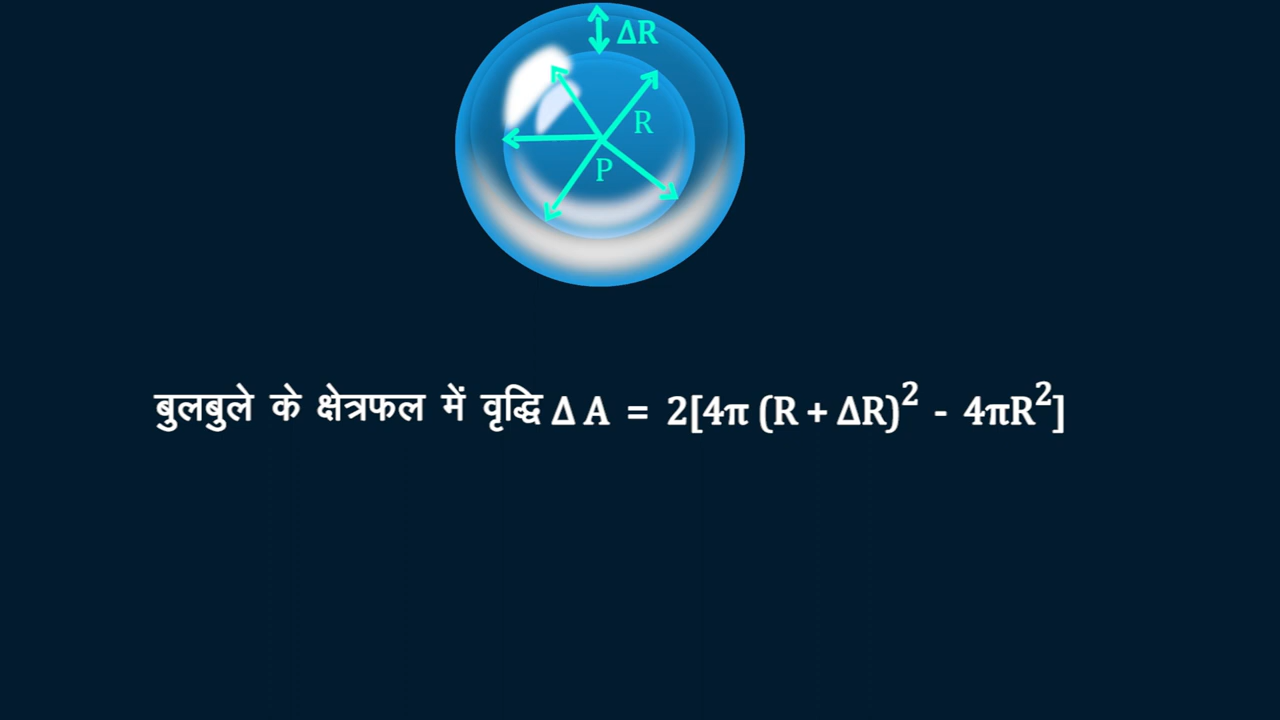 ΔR
R
P
बुलबुले के क्षेत्रफल में वृद्धि Δ A = 2[4π (R + ΔR)² - 4πR²]